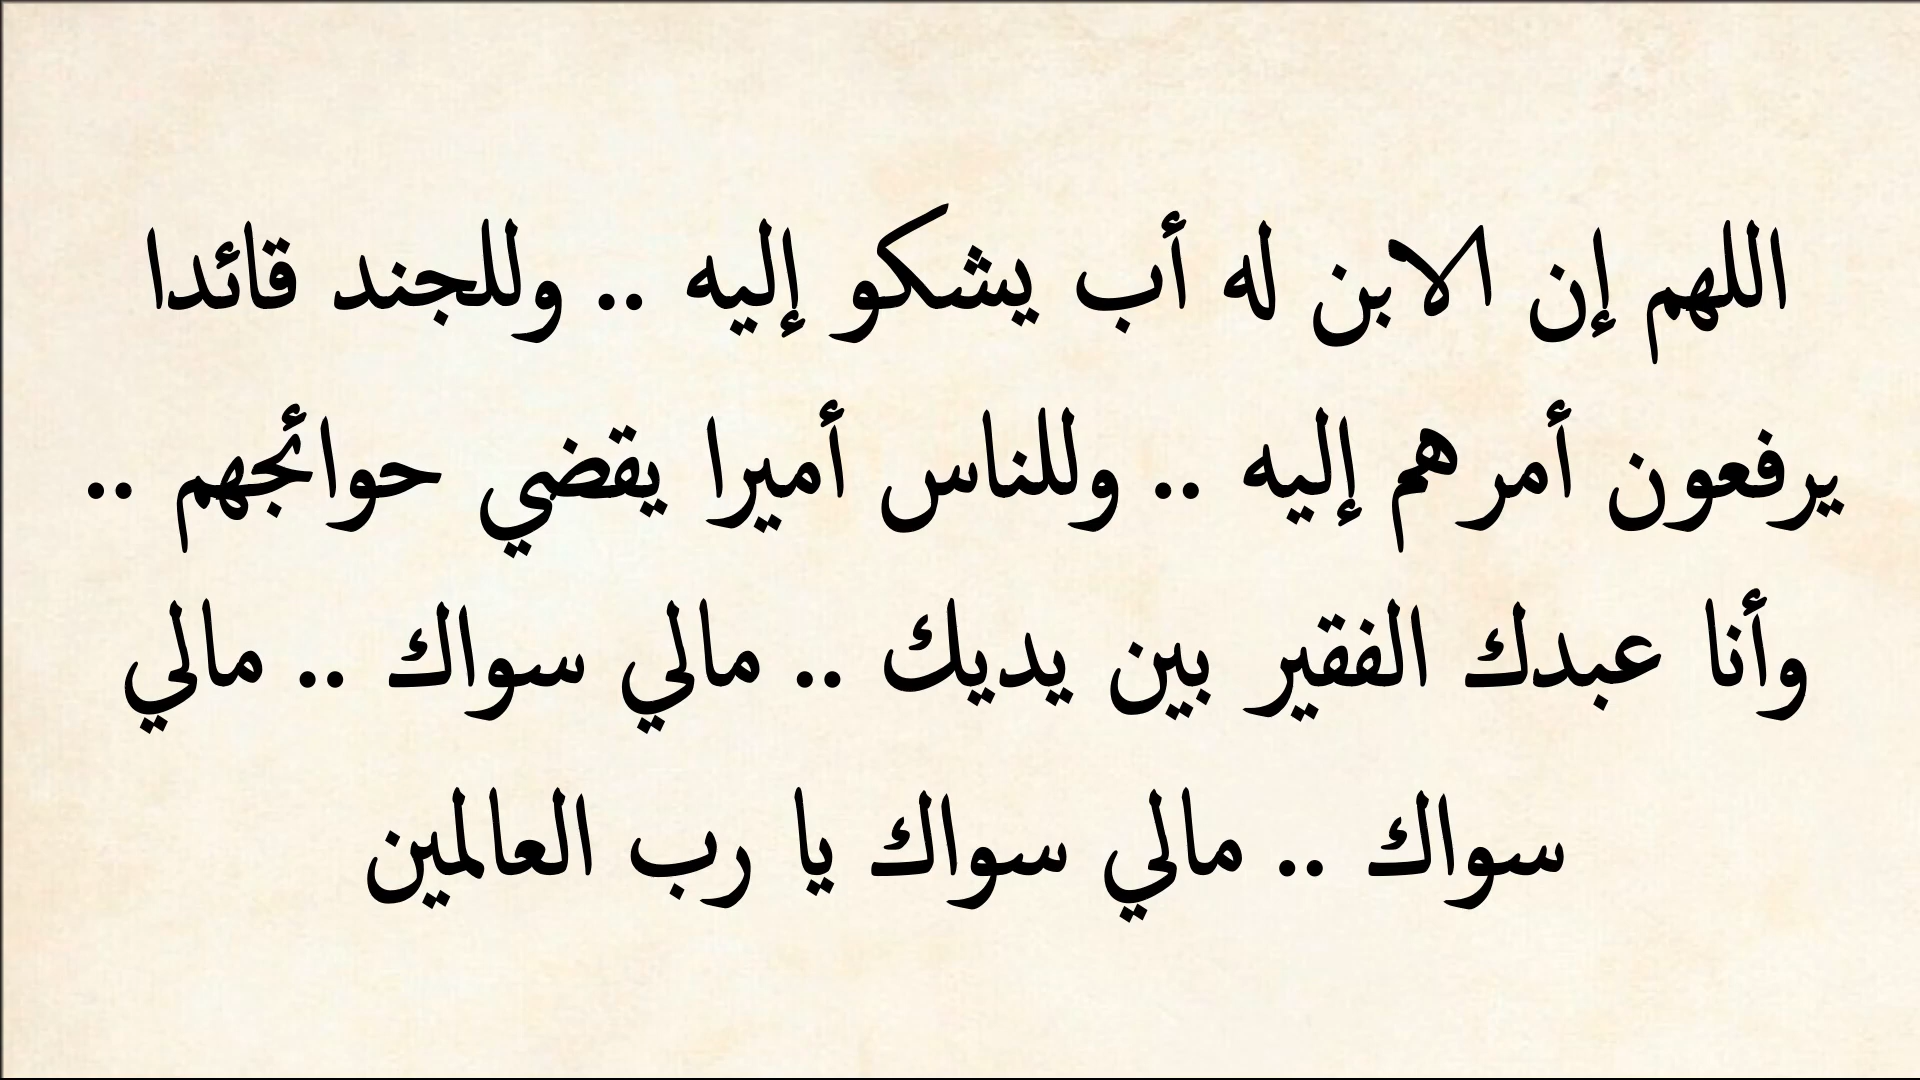 اللهم إن الابن له أب يشكو إليه .. وللجند قائدا
يرفعون أمرهم إليه .. وللناس أميرا يقضي حوائجهم ..
وأنا عبدك الفقير بين يديك .. مالي سواك .. مالي
سواك .. مالي سواك يا رب العالمين